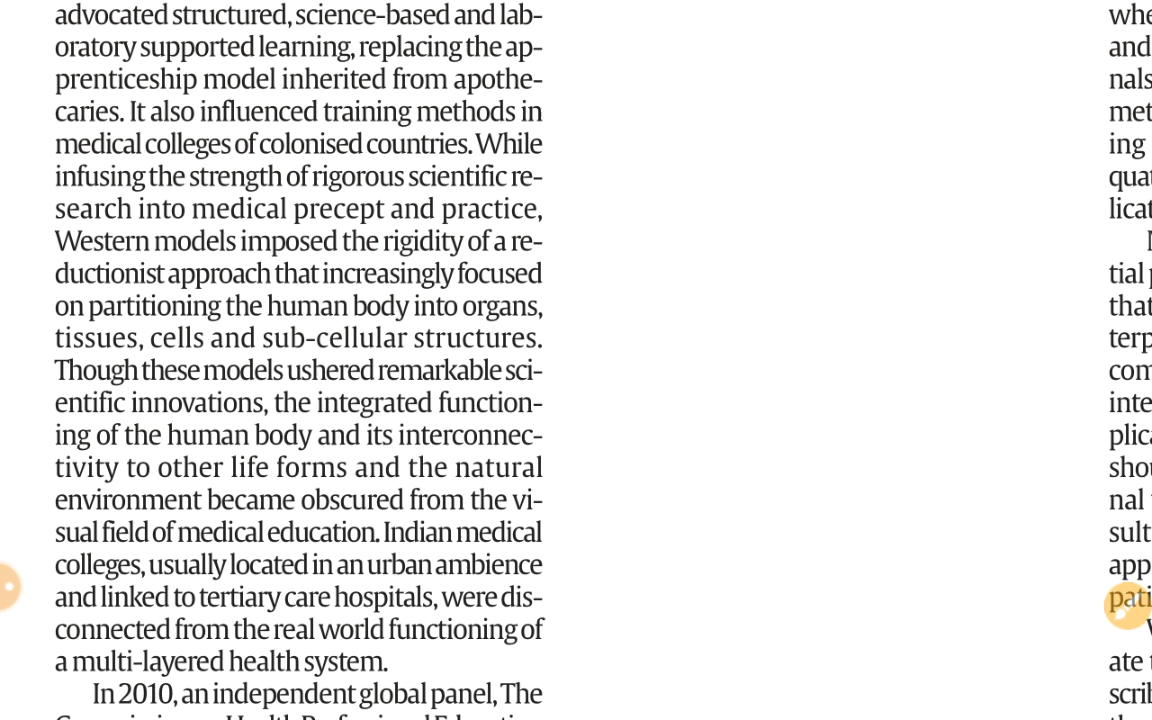 advocated structured, science-based and lab-
oratory supported learning, replacing the ap-
prenticeship model inherited from apothe-
caries. It also influenced training methods in
medical colleges of colonised countries. While
infusing the strength of rigorous scientific re-
search into medical precept and practice,
Western models imposed the rigidity of a re-
ductionist approach that increasingly focused
on partitioning the human body into organs,
tissues, cells and sub-cellular structures.
Though these models ushered remarkable sci-
entific innovations, the integrated function-
ing of the human body and its interconnec-
tivity to other life forms and the natural
environment became obscured from the vi-
sual field of medical education. Indian medical
colleges, usually located in an urban ambience
and linked to tertiary care hospitals, were dis-
connected from the real world functioning of
a multi-layered health system.
In 2010, an independent global panel, The
and
ing
tial
nal
ate